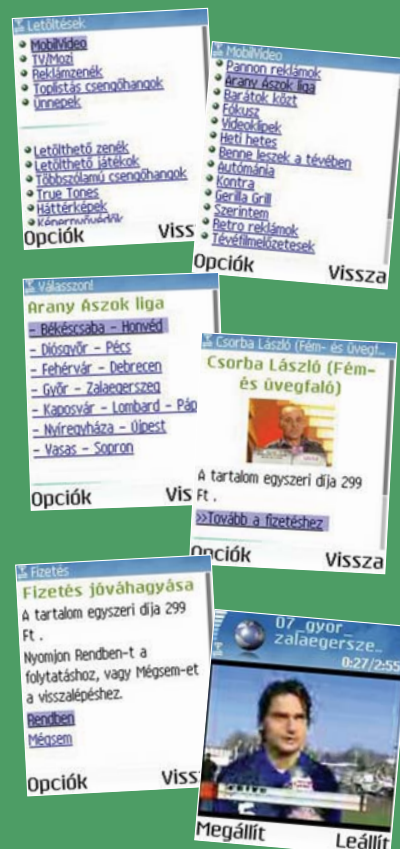 Letöltések
MobilVideo
TV/Mozi
Reklámzenék
Toplistás csengőhangok
Ünnepek
Letölthető zenék
Letölthető játékok
Többszólamú csengőhangok
True Tones
Háttérképek
Képernyővédők
Opciók Viss
MobilVideo
Pannon reklámok
Arany Ászok liga
Barátok közt
Fókusz
Videoklipek
Heti hetes
Benne leszek a tévében
Autómánia
Kontra
Gerilla Grill
Szerintem
Retro reklámok
Tévéfilmelőzetesek
Opciók Vissza
Válasszon!
Arany Ászok liga
- Békéscsaba - Honvéd
- Diósgyőr - Pécs
- Fehérvár - Debrecen
- Győr - Zalaegerszeg
- Kaposvár - Lombard - Páp
- Nyíregyháza - Újpest
- Vasas - Sopron
Opciók Vis
Csorba László (Fém- és üvegf...
Csorba László (Fém-
és üvegfaló)
A tartalom egyszeri díja 299
Ft .
>>Tovább a fizetéshez
Opciók Vissza
Fizetés
Fizetés jóváhagyása
A tartalom egyszeri díja 299
Ft .
Nyomjon Rendben-t a
folytatáshoz, vagy Mégsem-et
a visszalépéshez.
Rendben
Mégsem
Opciók Viss
07_gyor_
zalaegersze..
0:27/2:55
Megállít Leállít